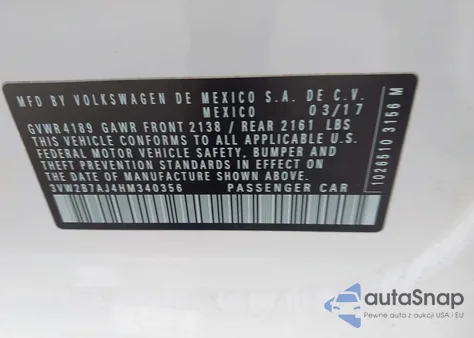 MFD BY VOLKSWAGEN DE MEXICO S.A. DE C.V.
MEXICO 03/17
GVWR 4189 GAWR FRONT 2138 / REAR 2161 LBS
THIS VEHICLE CONFORMS TO ALL APPLICABLE U.S.
FEDERAL MOTOR VEHICLE SAFETY, BUMPER AND
THEFT PREVENTION STANDARDS IN EFFECT ON
THE DATE OF MANUFACTURE SHOWN ABOVE.
3VW2B7AJ4HM340356 PASSENGER CAR
1026510 3156 M
autoSnap
Pewne auta z aukcji USA i EU